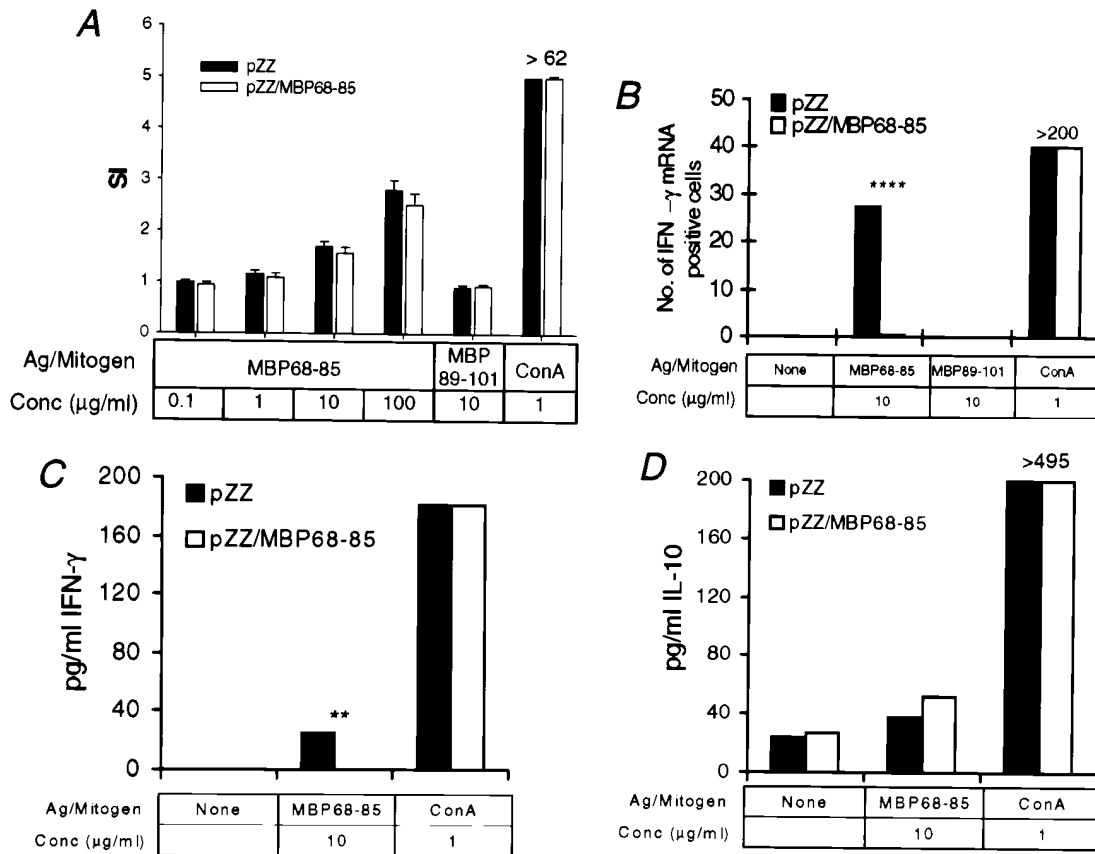 A
6
5
4
3
2
1
0
SI
pZZ
pZZ/MBP68-85
> 62
Ag/Mitogen
MBP68-85
MBP
89-101
ConA
Conc (µg/ml)
0.1
1
10
100
10
1
B
50
40
30
20
10
0
No. of IFN –γ mRNA
positive cells
pZZ
pZZ/MBP68-85
****
>200
Ag/Mitogen
None
MBP68-85
MBP89-101
ConA
Conc (µg/ml)
10
10
1
C
200
160
120
80
40
0
pg/ml IFN-γ
pZZ
pZZ/MBP68-85
**
Ag/Mitogen
None
MBP68-85
ConA
Conc (µg/ml)
10
1
D
200
160
120
80
40
0
pg/ml IL-10
pZZ
pZZ/MBP68-85
>495
Ag/Mitogen
None
MBP68-85
ConA
Conc (µg/ml)
10
1